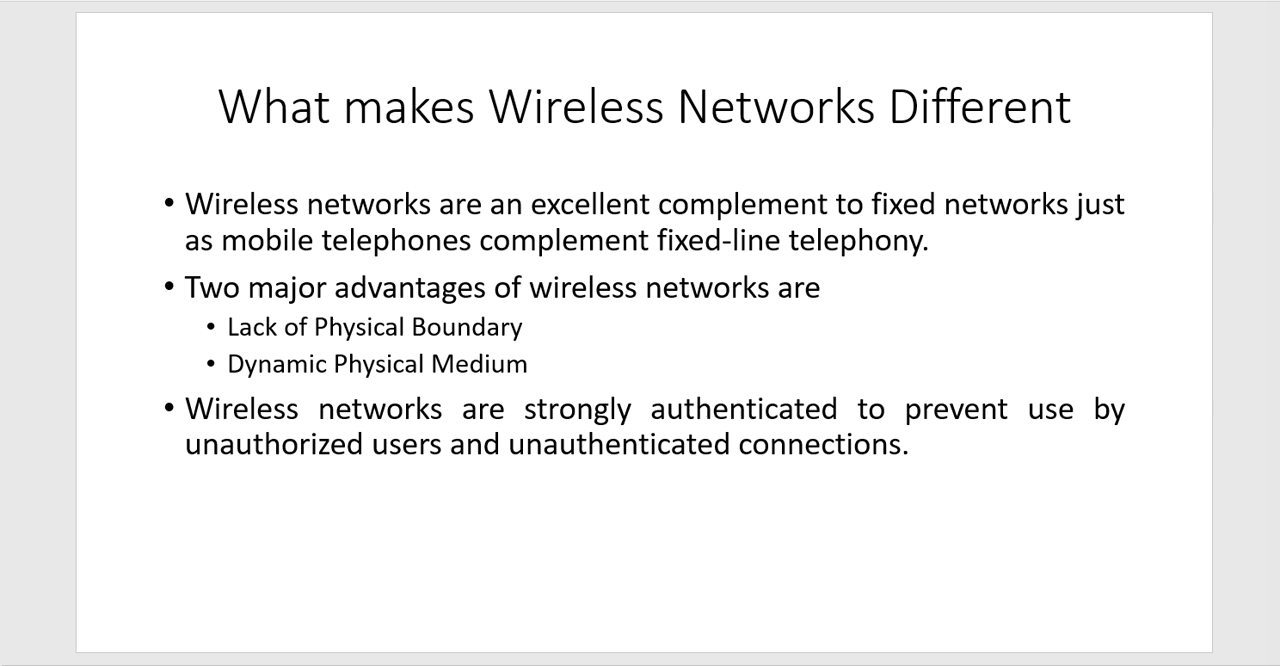 What makes Wireless Networks Different
• Wireless networks are an excellent complement to fixed networks just
as mobile telephones complement fixed-line telephony.
• Two major advantages of wireless networks are
• Lack of Physical Boundary
• Dynamic Physical Medium
• Wireless networks are strongly authenticated to prevent use by
unauthorized users and unauthenticated connections.